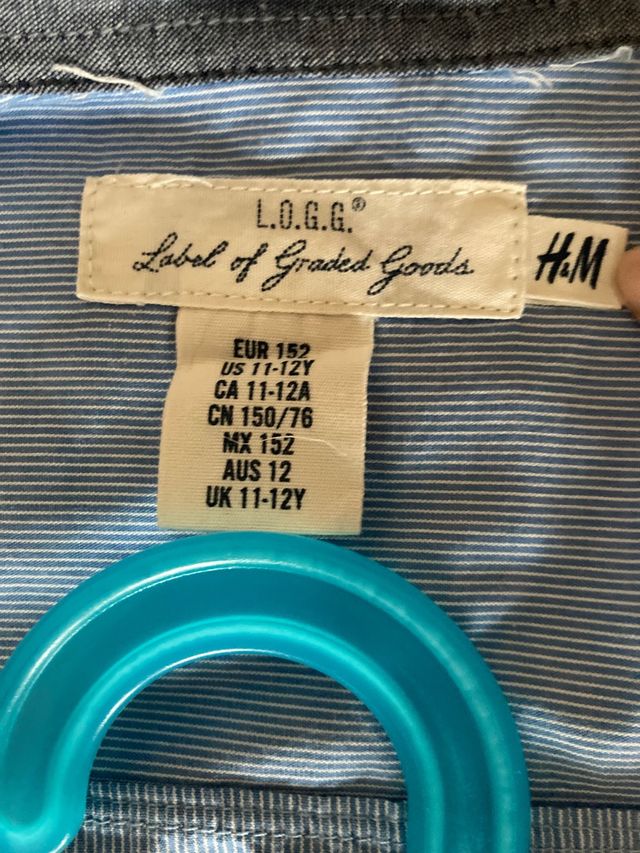 L.O.G.G.®
Label of Graded Goods
H&M
EUR 152
US 11-12Y
CA 11-12A
CN 150/76
MX 152
AUS 12
UK 11-12Y